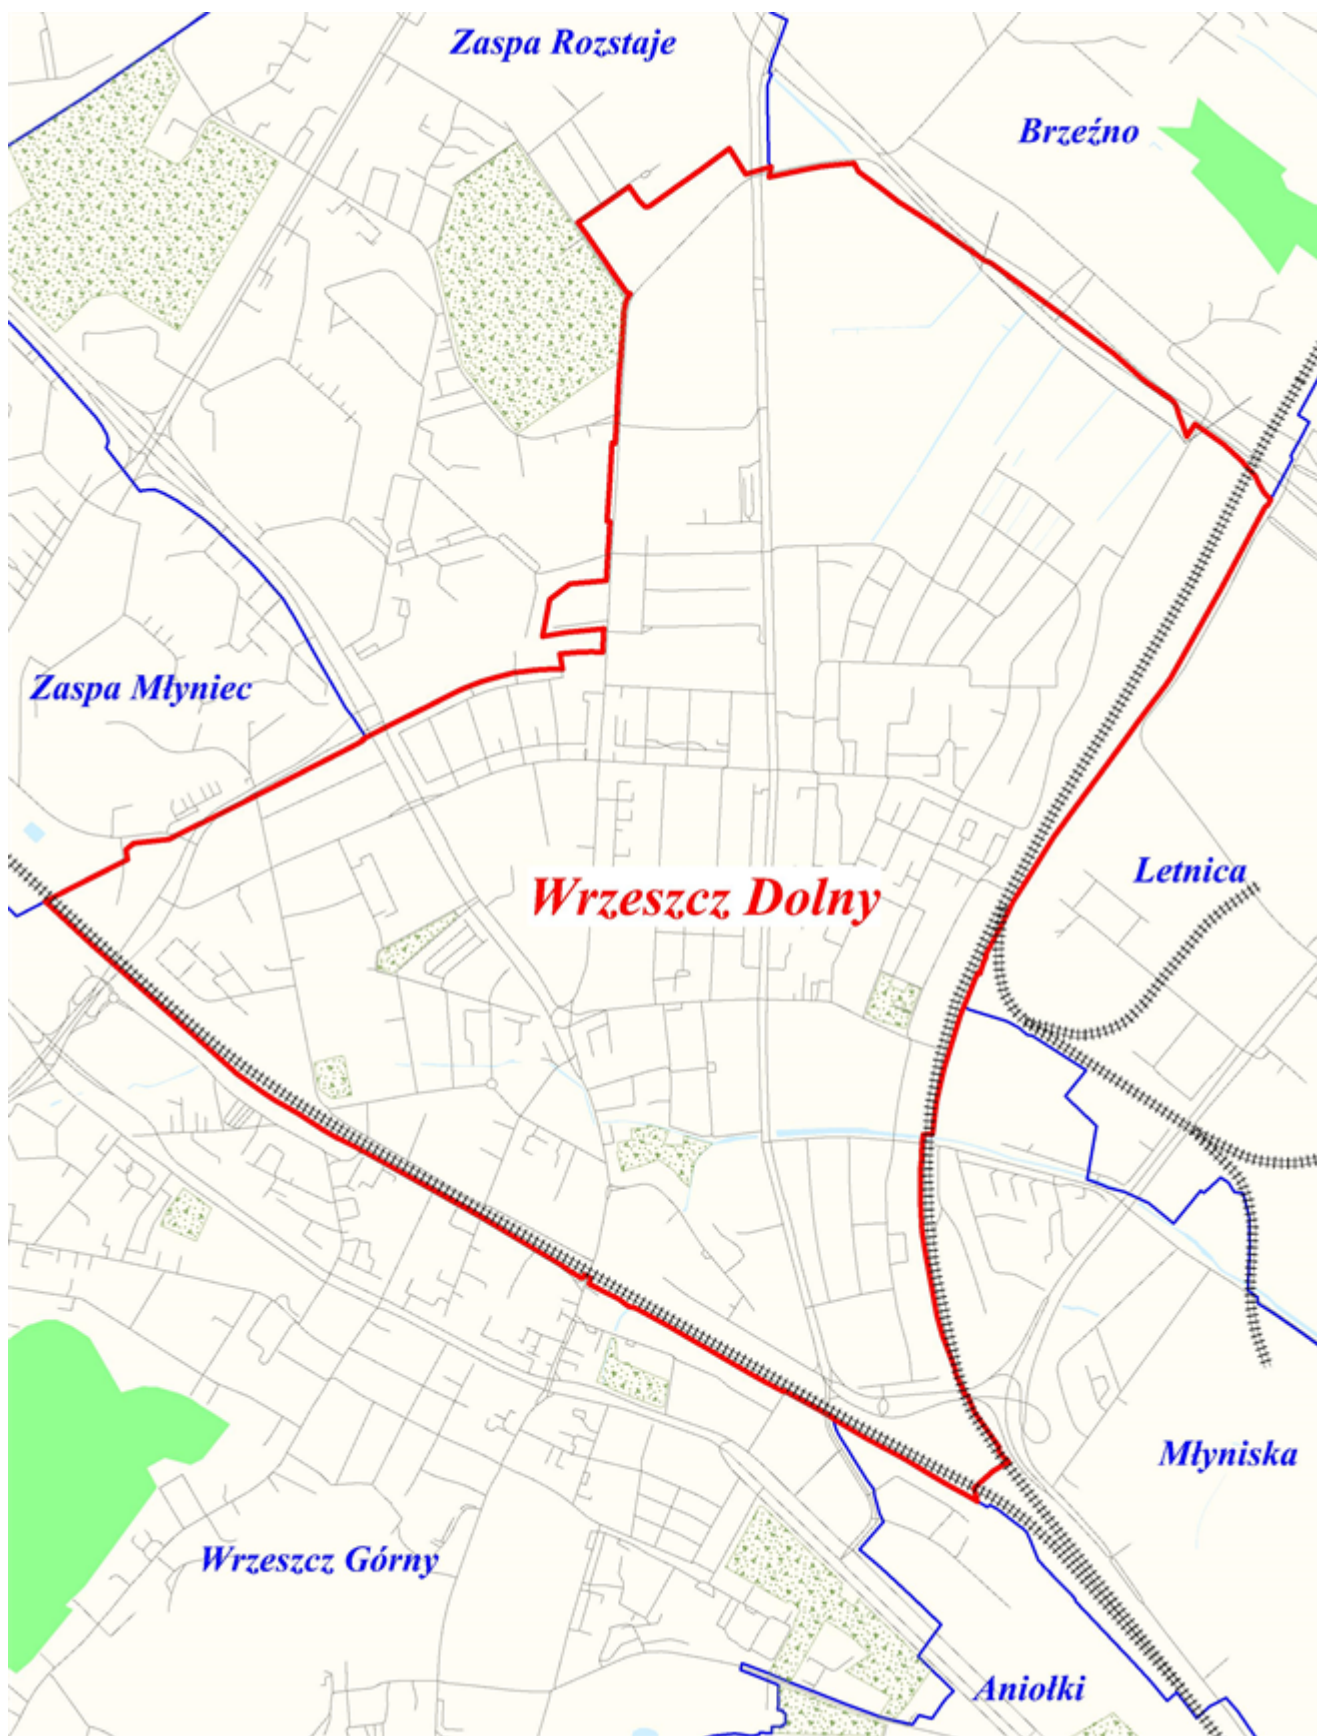 Zaspa Rozstaje
Brzeźno
Zaspa Młyniec
Letnica
Wrzeszcz Dolny
Młyniska
Wrzeszcz Górny
Aniołki